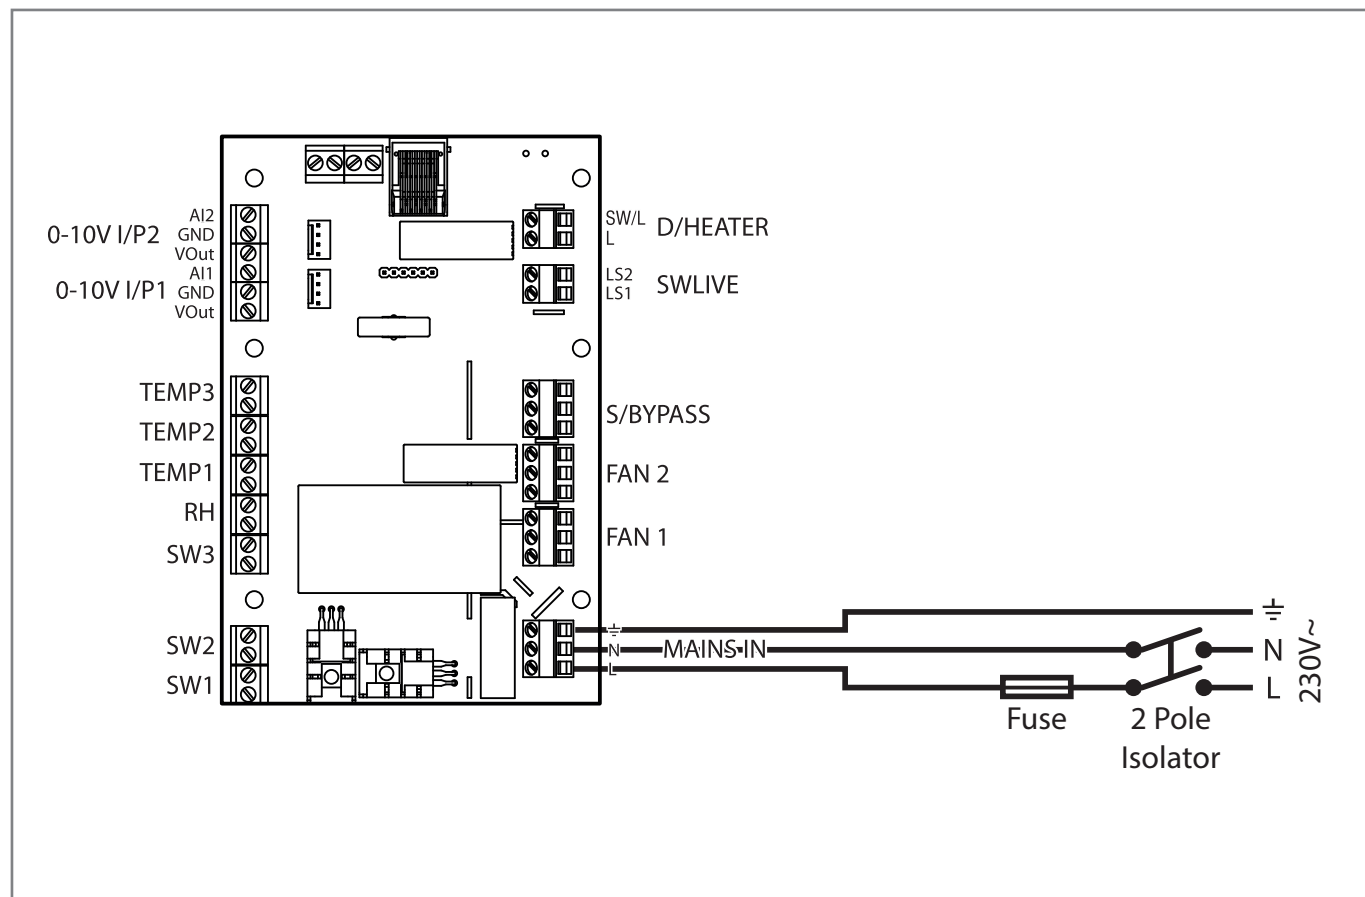 AI2
0-10V I/P2 GND
VOut
AI1
0-10V I/P1 GND
VOut
TEMP3
TEMP2
TEMP1
RH
SW3
SW2
SW1
SW/L
D/HEATER
L
LS2
SWLIVE
LS1
S/BYPASS
FAN 2
FAN 1
N MAINS IN
L
N
L
230V~
Fuse
2 Pole
Isolator